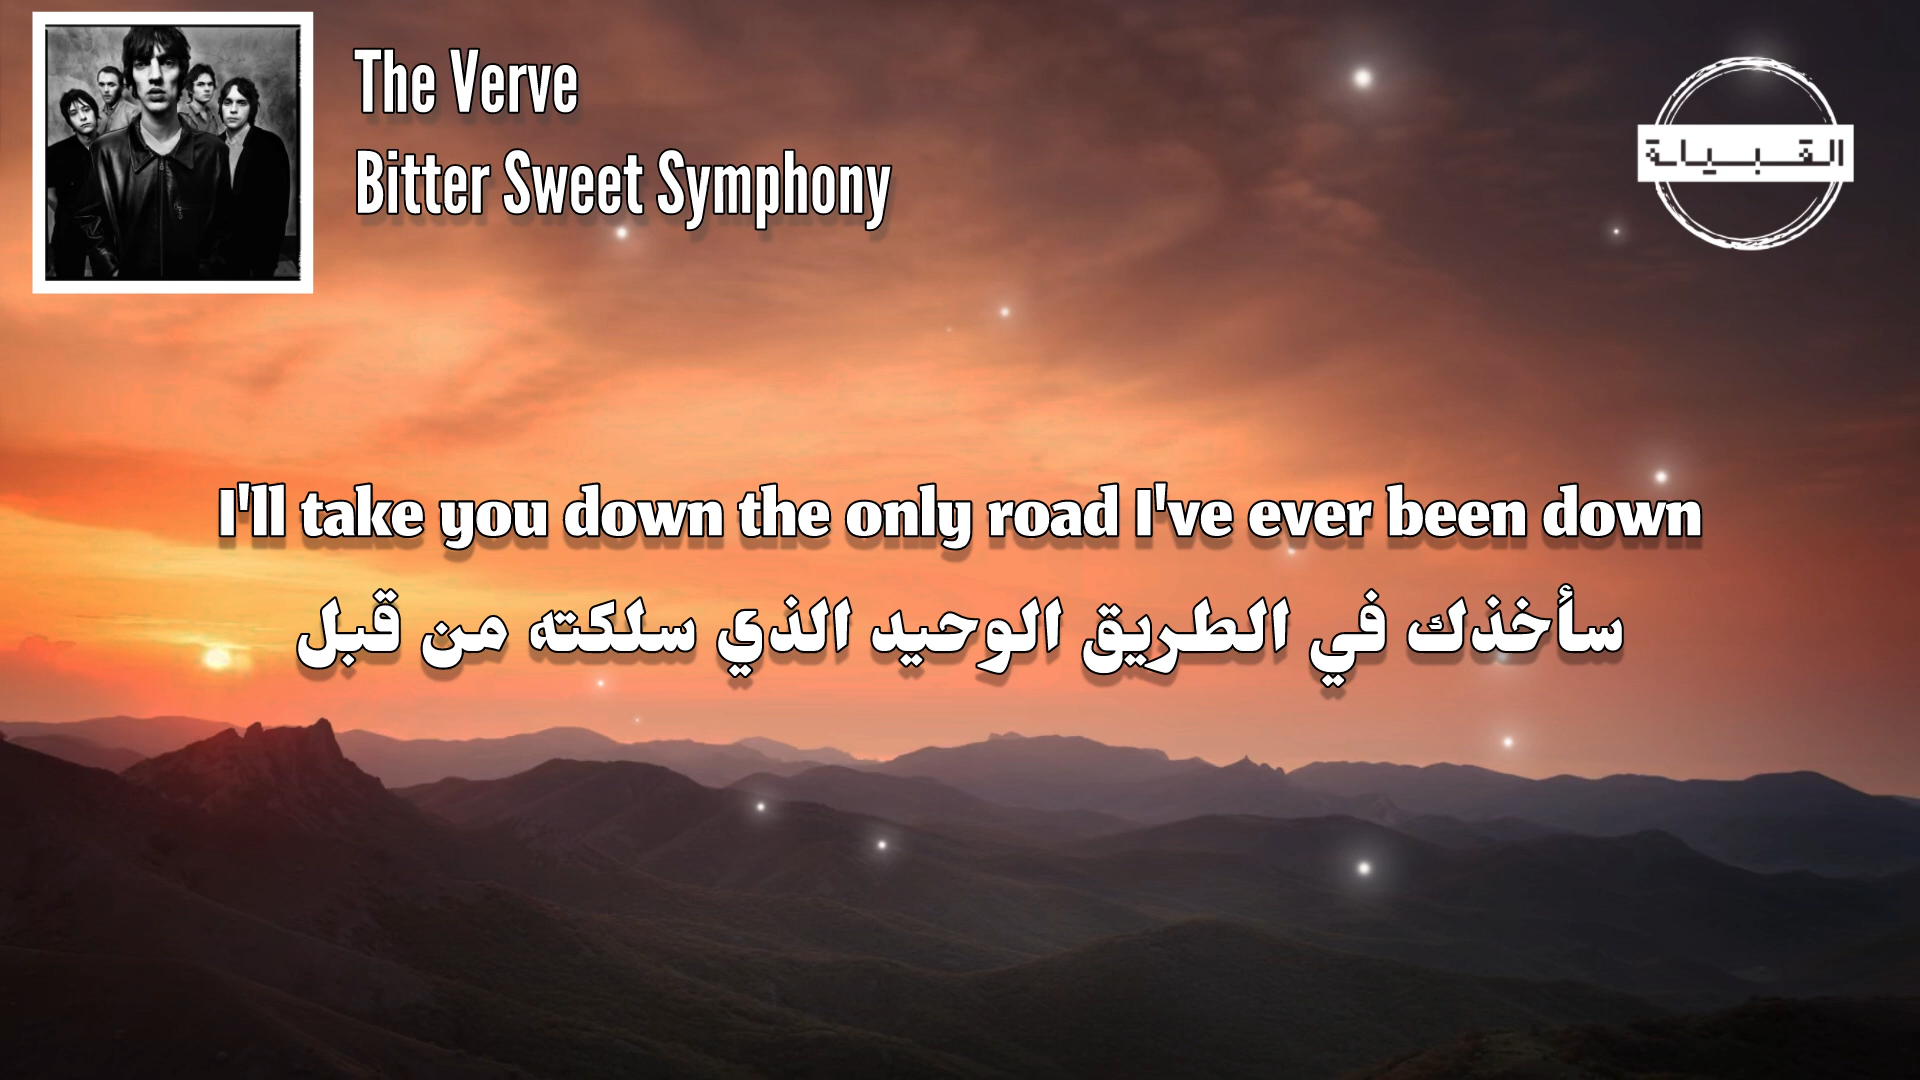 The Verve
Bitter Sweet Symphony
القبيلة
I'll take you down the only road I've ever been down
سأخذك في الطريق الوحيد الذي سلكته من قبل